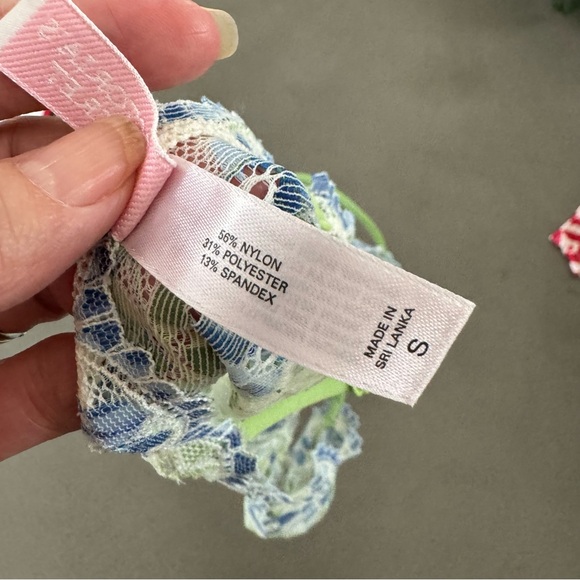 56% NYLON
31% POLYESTER
13% SPANDEX
MADE IN
SRI LANKA
S